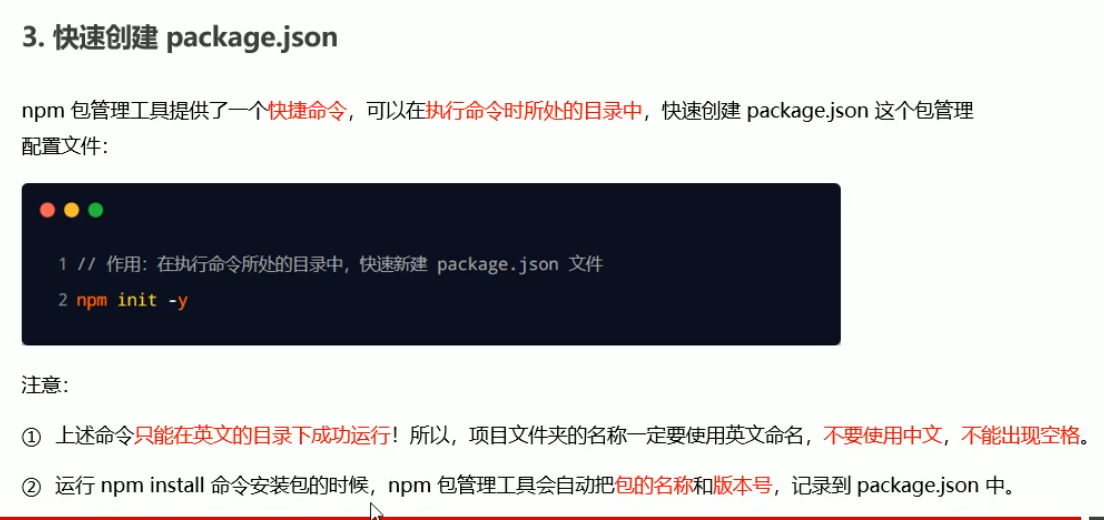 3. 快速创建 package.json
npm 包管理工具提供了一个快捷命令，可以在执行命令时所处的目录中，快速创建 package.json 这个包管理
配置文件：
1 // 作用：在执行命令所处的目录中，快速新建 package.json 文件
2 npm init -y
注意：
① 上述命令只能在英文的目录下成功运行！所以，项目文件夹的名称一定要使用英文命名，不要使用中文，不能出现空格。
② 运行 npm install 命令安装包的时候，npm 包管理工具会自动把包的名称和版本号，记录到 package.json 中。